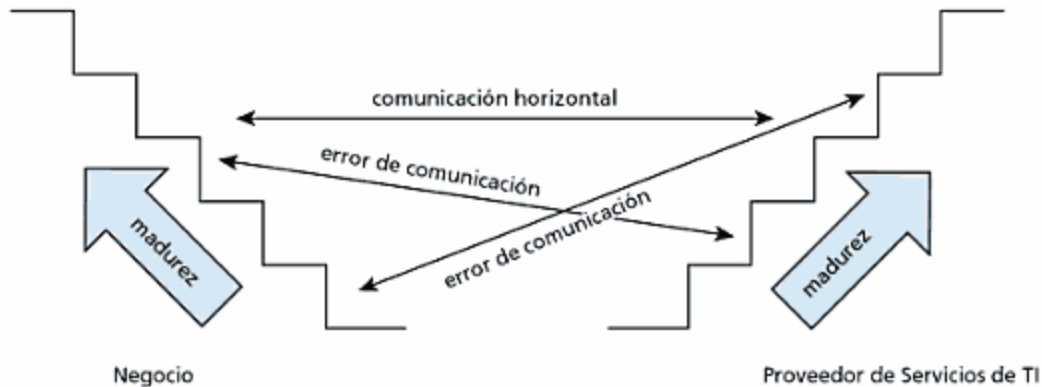 comunicación horizontal
error de comunicación
error de comunicación
madurez
madurez
Negocio
Proveedor de Servicios de TI